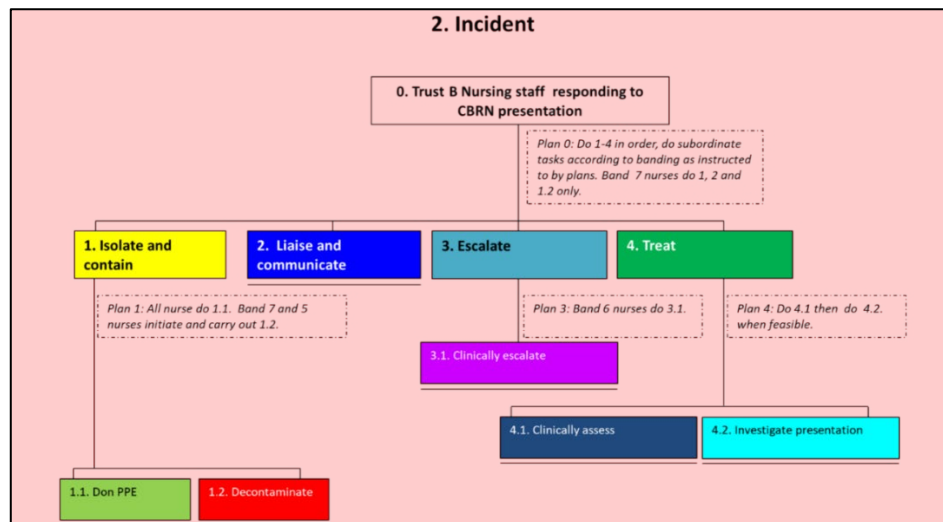 2. Incident
0. Trust B Nursing staff responding to
CBRN presentation
Plan 0: Do 1-4 in order, do subordinate
tasks according to banding as instructed
to by plans. Band 7 nurses do 1, 2 and
1.2 only.
1. Isolate and
contain
2. Liaise and
communicate
3. Escalate
4. Treat
Plan 1: All nurse do 1.1. Band 7 and 5
nurses initiate and carry out 1.2.
Plan 3: Band 6 nurses do 3.1.
Plan 4: Do 4.1 then do 4.2.
when feasible.
3.1. Clinically escalate
4.1. Clinically assess
4.2. Investigate presentation
1.1. Don PPE
1.2. Decontaminate